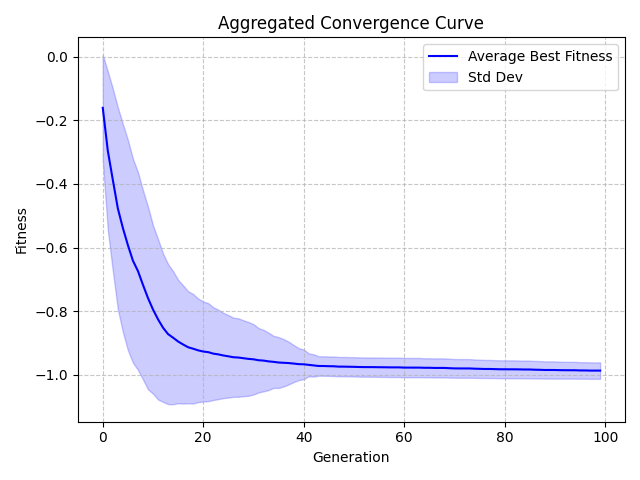 Aggregated Convergence Curve
Average Best Fitness
Std Dev
Fitness
0.0
−0.2
−0.4
−0.6
−0.8
−1.0
0 20 40 60 80 100
Generation